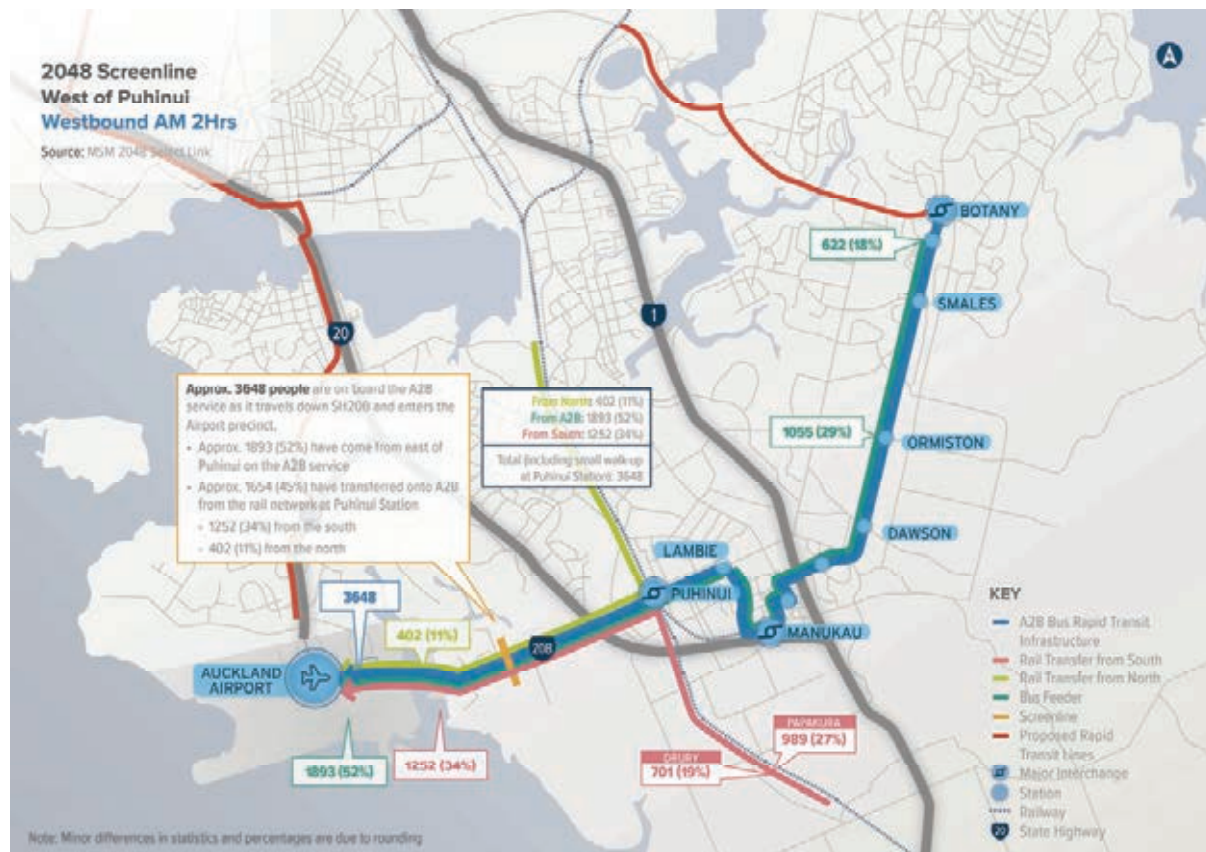 2048 Screenline
West of Puhinui
Westbound AM 2Hrs
Source: MSM 2048 Select Link
BOTANY
622 (18%)
SMALES
1
20
Approx. 3648 people are on board the A2B
service as it travels down SH20B and enters the
Airport precinct.
• Approx. 1893 (52%) have come from east of
Puhinui on the A2B service
• Approx. 1654 (45%) have transferred onto A2B
from the rail network at Puhinui Station
• 1252 (34%) from the south
• 402 (11%) from the north
From North: 402 (11%)
From A2B: 1893 (52%)
From South: 1252 (34%)
Total (including small walk-up
at Puhinui Station): 3648
1055 (29%)
ORMISTON
DAWSON
LAMBIE
PUHINUI
MANUKAU
3648
402 (11%)
20B
AUCKLAND
AIRPORT
1893 (52%)
1252 (34%)
PAPAKURA
989 (27%)
DRURY
701 (19%)
KEY
A2B Bus Rapid Transit
Infrastructure
Rail Transfer from South
Rail Transfer from North
Bus Feeder
Screenline
Proposed Rapid
Transit Lines
Major Interchange
Station
Railway
20 State Highway
Note: Minor differences in statistics and percentages are due to rounding